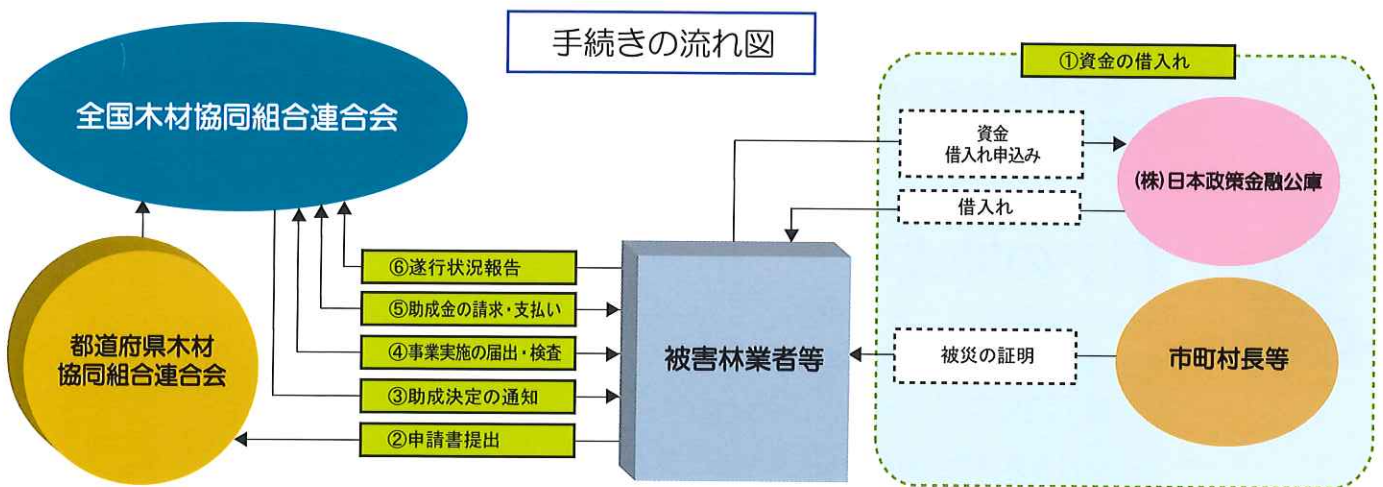 手続きの流れ図
全国木材協同組合連合会
都道府県木材
協同組合連合会
⑥遂行状況報告
⑤助成金の請求・支払い
④事業実施の届出・検査
③助成決定の通知
②申請書提出
被害林業者等
①資金の借入れ
資金
借入れ申込み
(株)日本政策金融公庫
借入れ
被災の証明
市町村長等